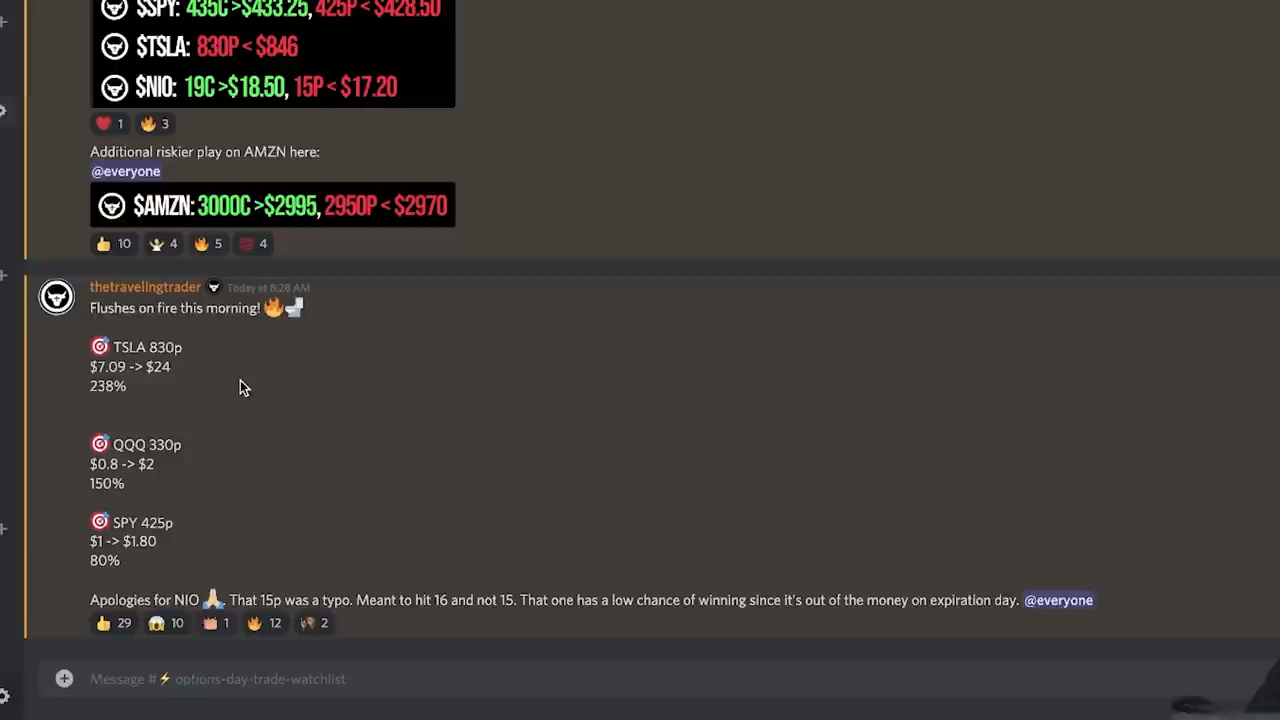 $SPY: 435C >$433.25, 425P < $428.50
$TSLA: 830P < $846
$NIO: 19C >$18.50, 15P < $17.20
1 3
Additional riskier play on AMZN here:
@everyone
$AMZN: 3000C >$2995, 2950P < $2970
10 4 5 4
thetravelingtrader Today at 8:28 AM
Flushes on fire this morning!
TSLA 830p
$7.09 -> $24
238%
QQQ 330p
$0.8 -> $2
150%
SPY 425p
$1 -> $1.80
80%
Apologies for NIO That 15p was a typo. Meant to hit 16 and not 15. That one has a low chance of winning since it's out of the money on expiration day. @everyone
29 10 1 12 2
Message # options-day-trade-watchlist